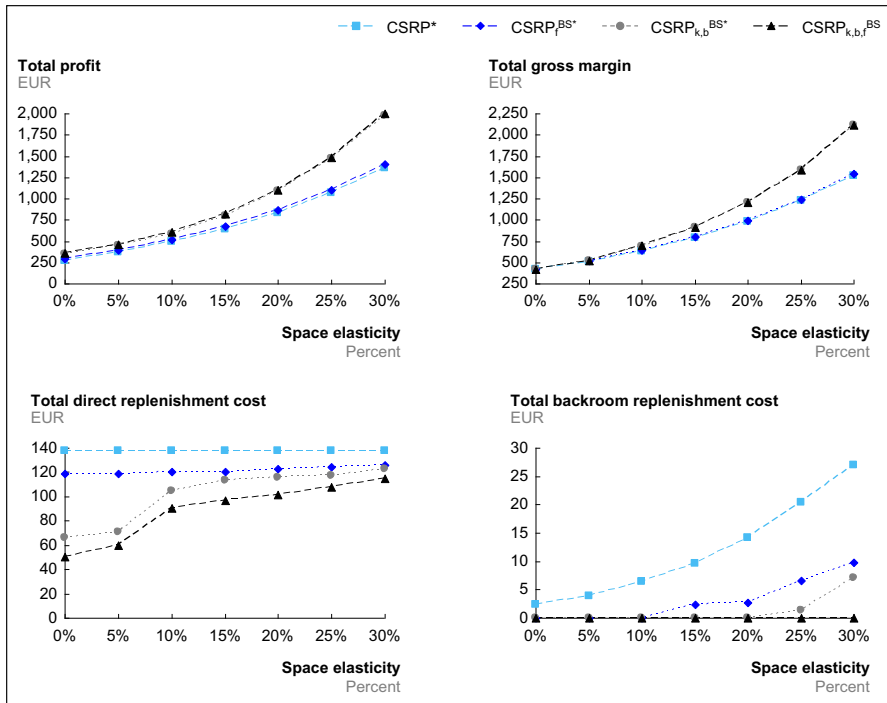 CSRP* CSRP_f^BS* CSRP_k,b^BS* CSRP_k,b,f^BS
Total profit
EUR
2,000
1,750
1,500
1,250
1,000
750
500
250
0
0% 5% 10% 15% 20% 25% 30%
Space elasticity
Percent
Total gross margin
EUR
2,250
2,000
1,750
1,500
1,250
1,000
750
500
250
0% 5% 10% 15% 20% 25% 30%
Space elasticity
Percent
Total direct replenishment cost
EUR
140
120
100
80
60
40
20
0
0% 5% 10% 15% 20% 25% 30%
Space elasticity
Percent
Total backroom replenishment cost
EUR
30
25
20
15
10
5
0
0% 5% 10% 15% 20% 25% 30%
Space elasticity
Percent